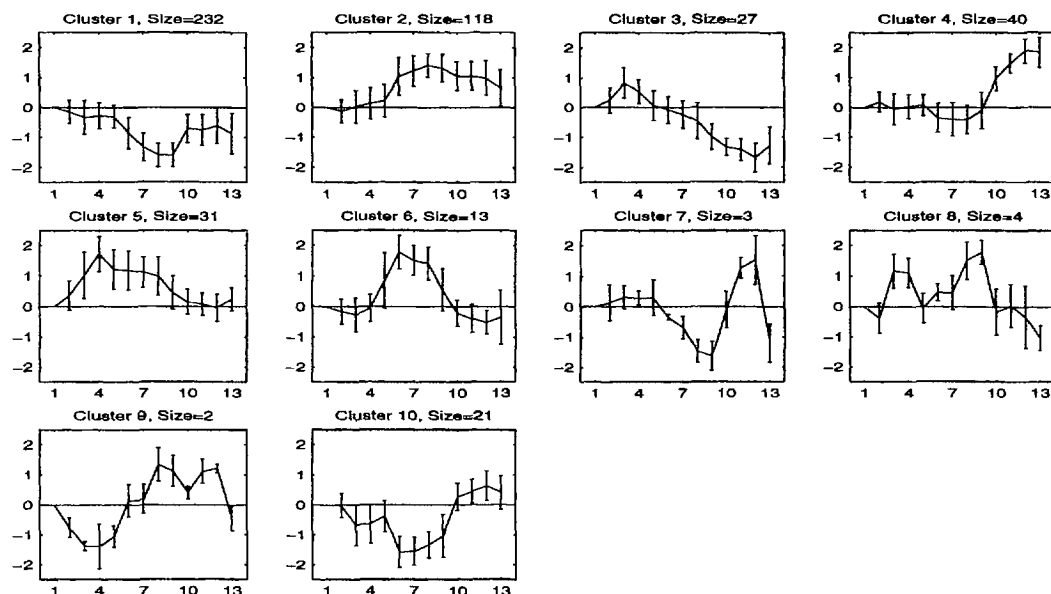 Cluster 1, Size=232
Cluster 2, Size=118
Cluster 3, Size=27
Cluster 4, Size=40
2
1
0
−1
−2
2
1
0
−1
−2
2
1
0
−1
−2
2
1
0
−1
−2
1 4 7 10 13
1 4 7 10 13
1 4 7 10 13
1 4 7 10 13
Cluster 5, Size=31
Cluster 6, Size=13
Cluster 7, Size=3
Cluster 8, Size=4
2
1
0
−1
−2
2
1
0
−1
−2
2
1
0
−1
−2
2
1
0
−1
−2
1 4 7 10 13
1 4 7 10 13
1 4 7 10 13
1 4 7 10 13
Cluster 9, Size=2
Cluster 10, Size=21
2
1
0
−1
−2
2
1
0
−1
−2
1 4 7 10 13
1 4 7 10 13